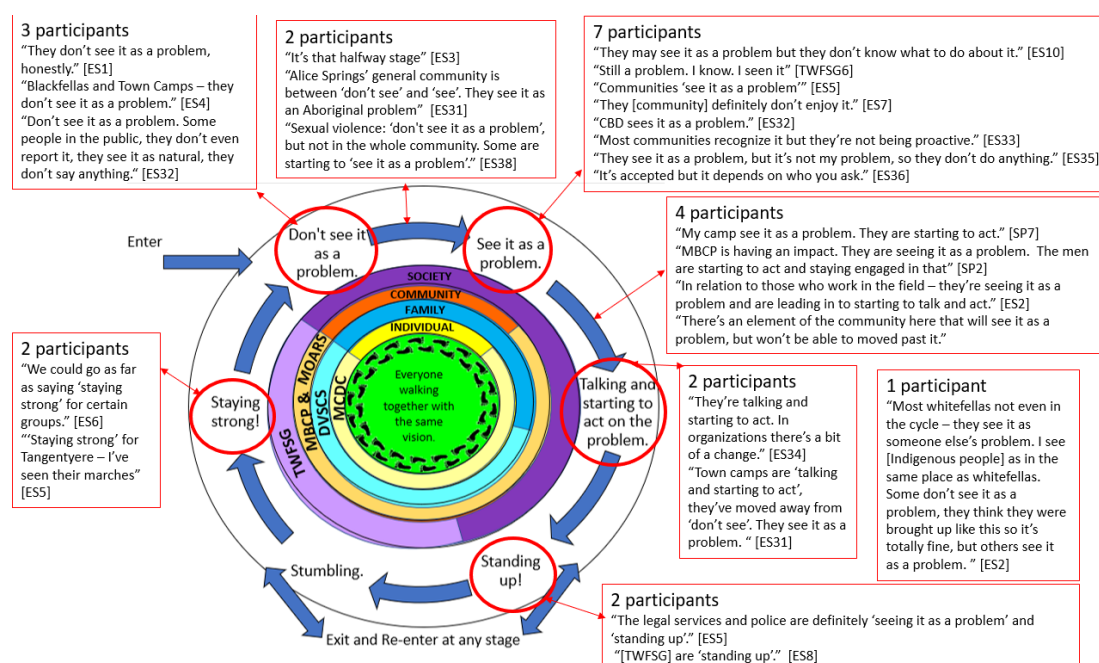 3 participants
“They don’t see it as a problem,
honestly.” [ES1]
“Blackfellas and Town Camps – they
don’t see it as a problem.” [ES4]
“Don’t see it as a problem. Some
people in the public, they don’t even
report it, they see it as natural, they
don’t say anything.“ [ES32]
2 participants
“It’s that halfway stage” [ES3]
“Alice Springs’ general community is
between ‘don’t see’ and ‘see’. They see it as
an Aboriginal problem” [ES31]
“Sexual violence: ‘don't see it as a problem’,
but not in the whole community. Some are
starting to ‘see it as a problem’.” [ES38]
7 participants
“They may see it as a problem but they don’t know what to do about it.” [ES10]
“Still a problem. I know. I seen it” [TWFSG6]
“Communities ‘see it as a problem’” [ES5]
“They [community] definitely don’t enjoy it.” [ES7]
“CBD sees it as a problem.” [ES32]
“Most communities recognize it but they’re not being proactive.” [ES33]
“They see it as a problem, but it’s not my problem, so they don’t do anything.” [ES35]
“It’s accepted but it depends on who you ask.” [ES36]
4 participants
“My camp see it as a problem. They are starting to act.” [SP7]
“MBCP is having an impact. They are seeing it as a problem. The men
are starting to act and staying engaged in that” [SP2]
“In relation to those who work in the field – they’re seeing it as a
problem and are leading in to starting to talk and act.” [ES2]
“There’s an element of the community here that will see it as a
problem, but won’t be able to moved past it.”
Enter
Don't see it
as a
problem.
See it as a
problem.
SOCIETY
COMMUNITY
FAMILY
INDIVIDUAL
Everyone
walking
together with
the same
vision.
TWFSG
MBCP & MOARS
DVSCS
MCDC
Talking and
starting to
act on the
problem.
2 participants
“We could go as far
as saying ‘staying
strong’ for certain
groups.” [ES6]
“‘Staying strong’ for
Tangentyere – I’ve
seen their marches”
[ES5]
Staying
strong!
2 participants
“They’re talking and
starting to act. In
organizations there’s a bit
of a change.” [ES34]
“Town camps are ‘talking
and starting to act’,
they’ve moved away from
‘don’t see’. They see it as a
problem. “ [ES31]
1 participant
“Most whitefellas not even in
the cycle – they see it as
someone else’s problem. I see
[Indigenous people] as in the
same place as whitefellas.
Some don’t see it as a
problem, they think they were
brought up like this so it’s
totally fine, but others see it
as a problem. ” [ES2]
Stumbling.
Standing
up!
Exit and Re-enter at any stage
2 participants
“The legal services and police are definitely ‘seeing it as a problem’ and
‘standing up’.” [ES5]
“[TWFSG] are ‘standing up’.” [ES8]